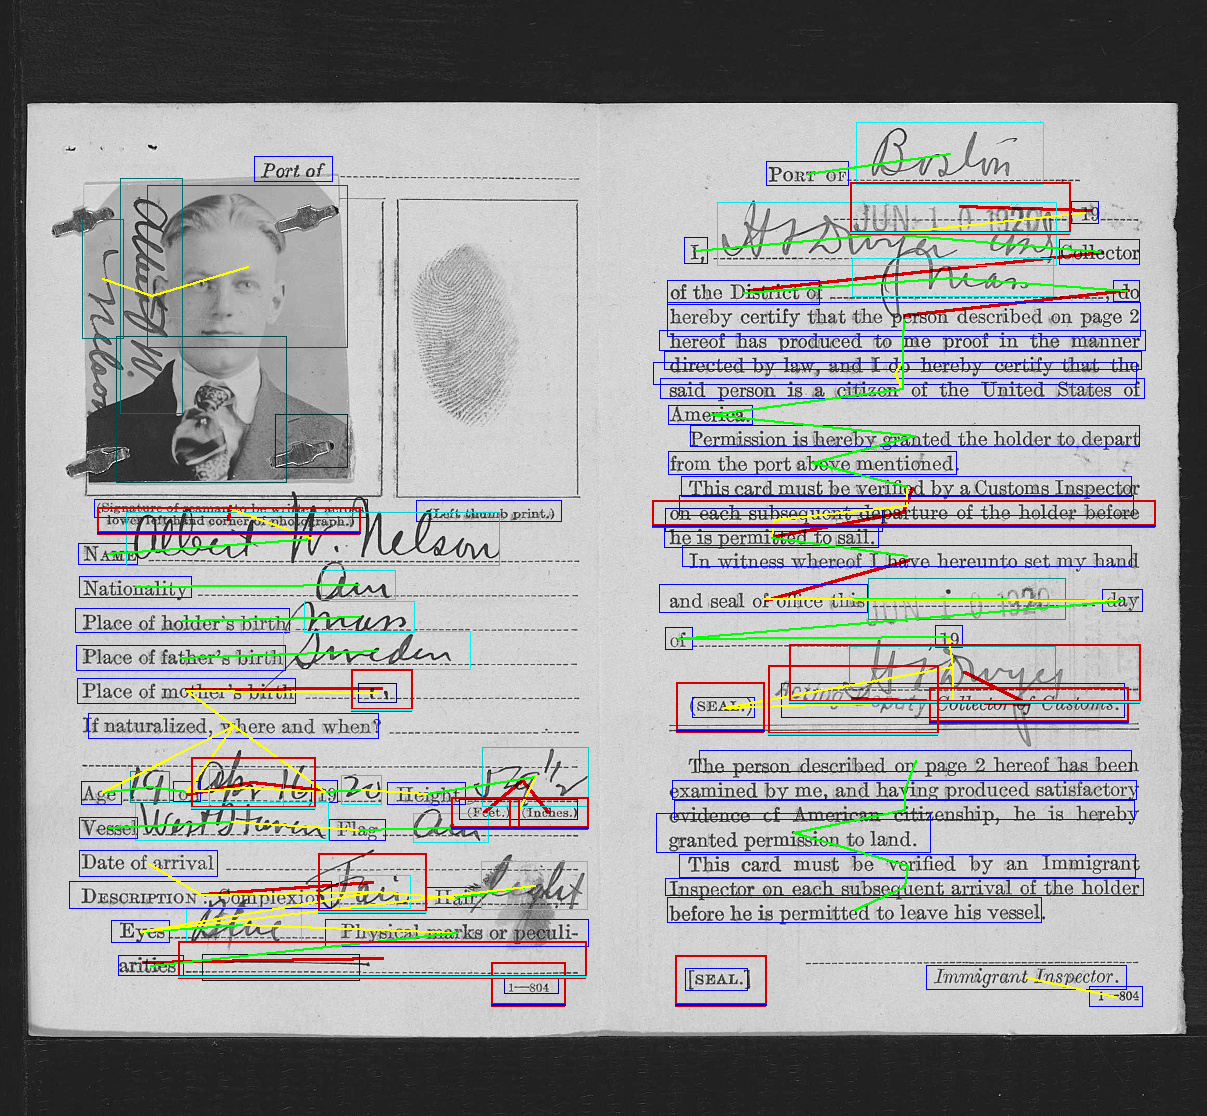 Port of
Albert W.
Nelson
(Signature of seaman to be written across
lower left hand corner of photograph.)
(Left thumb print.)
NAME Albert W. Nelson
Nationality Am
Place of holder's birth Mass
Place of father's birth Sweden
Place of mother's birth "
If naturalized, where and when?
Age 19 on Apr 16, 1920. Height 5 9 1/2
(Feet.) (Inches.)
Vessel West Haven Flag Am
Date of arrival
DESCRIPTION: Complexion Fair Hair Light
Eyes Blue Physical marks or peculi-
arities
1—804
PORT OF Boston
JUN 10 1920, 19
I, H J Dwyer Collector
of the District of Mass, do
hereby certify that the person described on page 2
hereof has produced to me proof in the manner
directed by law, and I do hereby certify that the
said person is a citizen of the United States of
America.
Permission is hereby granted the holder to depart
from the port above mentioned.
This card must be verified by a Customs Inspector
on each subsequent departure of the holder before
he is permitted to sail.
In witness whereof I have hereunto set my hand
and seal of office this JUN 10 1920 day
of , 19
H J Dwyer
(SEAL.) Acting Deputy Collector of Customs.
The person described on page 2 hereof has been
examined by me, and having produced satisfactory
evidence of American citizenship, he is hereby
granted permission to land.
This card must be verified by an Immigrant
Inspector on each subsequent arrival of the holder
before he is permitted to leave his vessel.
[SEAL.]
Immigrant Inspector.
1—804